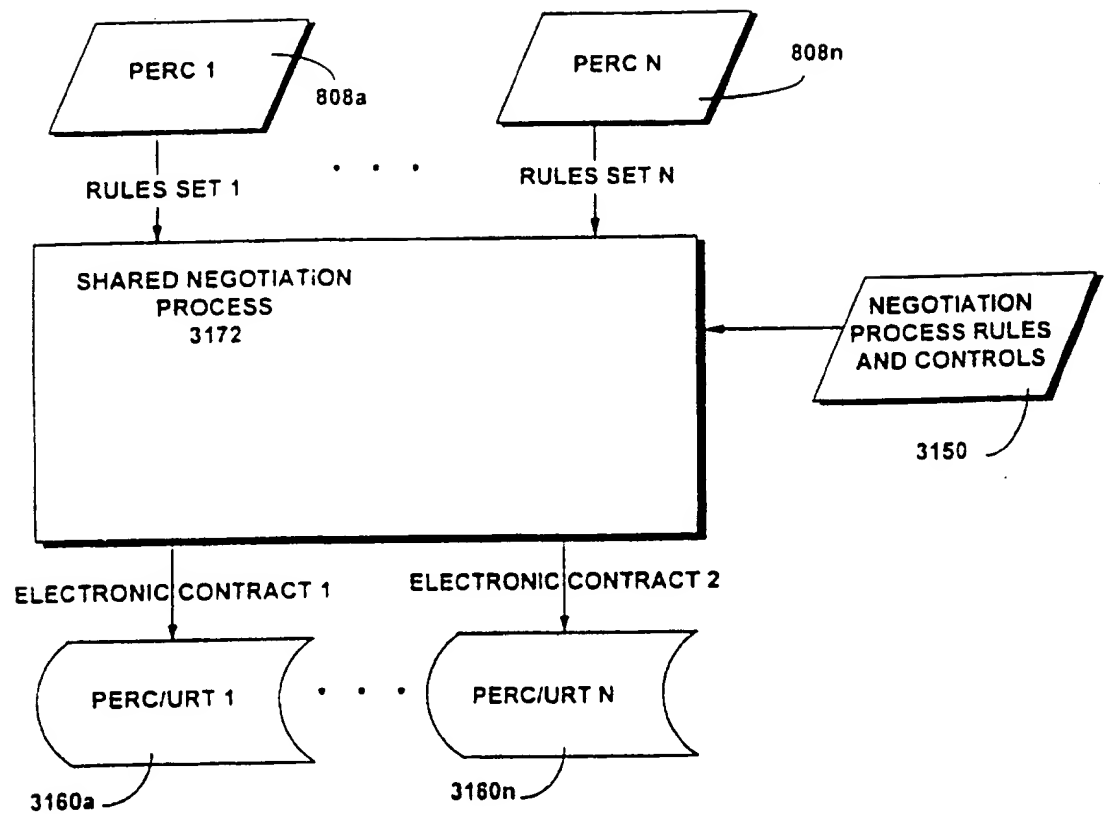 PERC 1
808a
PERC N
808n
RULES SET 1
RULES SET N
SHARED NEGOTIATION
PROCESS
3172
NEGOTIATION
PROCESS RULES
AND CONTROLS
3150
ELECTRONIC CONTRACT 1
ELECTRONIC CONTRACT 2
PERC/URT 1
PERC/URT N
3160a
3160n